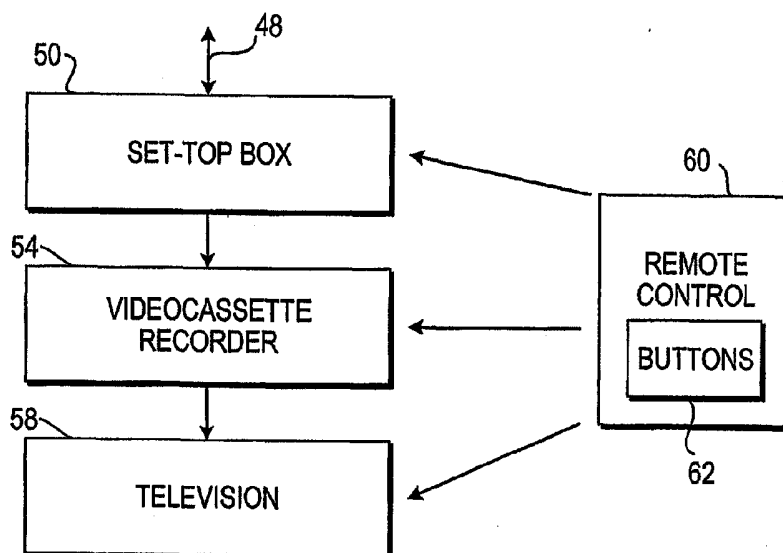 48
50
SET-TOP BOX
60
54
VIDEOCASSETTE
RECORDER
REMOTE
CONTROL
BUTTONS
62
58
TELEVISION